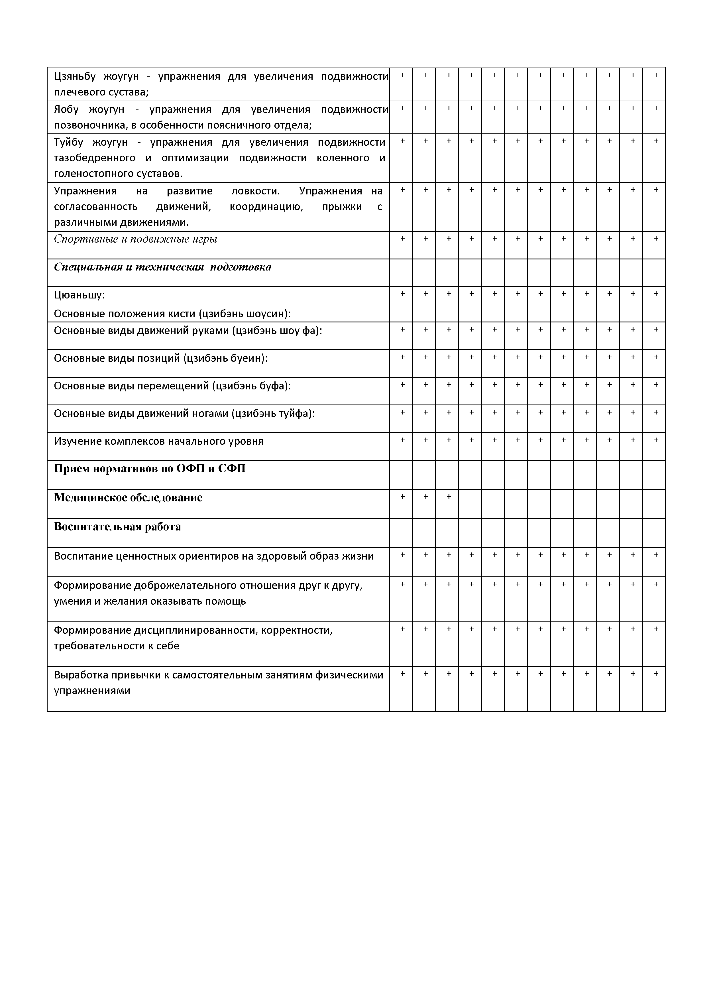 Цзяньбу жоугун - упражнения для увеличения подвижности + + + + + + + + + + + +
плечевого сустава;
Яобу жоугун - упражнения для увеличения подвижности + + + + + + + + + + + +
позвоночника, в особенности поясничного отдела;
Туйбу жоугун - упражнения для увеличения подвижности + + + + + + + + + + + +
тазобедренного и оптимизации подвижности коленного и
голеностопного суставов.
Упражнения на развитие ловкости. Упражнения на + + + + + + + + + + + +
согласованность движений, координацию, прыжки с
различными движениями.
Спортивные и подвижные игры. + + + + + + + + + + + +
Специальная и техническая подготовка
Цюаньшу: + + + + + + + + + + + +
Основные положения кисти (цзибэнь шоусин):
Основные виды движений руками (цзибэнь шоу фа): + + + + + + + + + + + +
Основные виды позиций (цзибэнь буеин): + + + + + + + + + + + +
Основные виды перемещений (цзибэнь буфа): + + + + + + + + + + + +
Основные виды движений ногами (цзибэнь туйфа): + + + + + + + + + + + +
Изучение комплексов начального уровня + + + + + + + + + + + +
Прием нормативов по ОФП и СФП
Медицинское обследование + + +
Воспитательная работа
Воспитание ценностных ориентиров на здоровый образ жизни + + + + + + + + + + + +
Формирование доброжелательного отношения друг к другу, + + + + + + + + + + + +
умения и желания оказывать помощь
Формирование дисциплинированности, корректности, + + + + + + + + + + + +
требовательности к себе
Выработка привычки к самостоятельным занятиям физическими + + + + + + + + + + + +
упражнениями